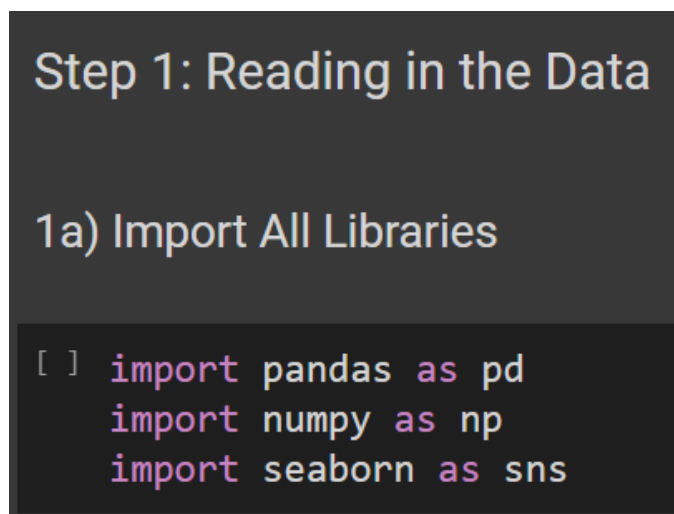 Step 1: Reading in the Data
1a) Import All Libraries
[ ] import pandas as pd
import numpy as np
import seaborn as sns